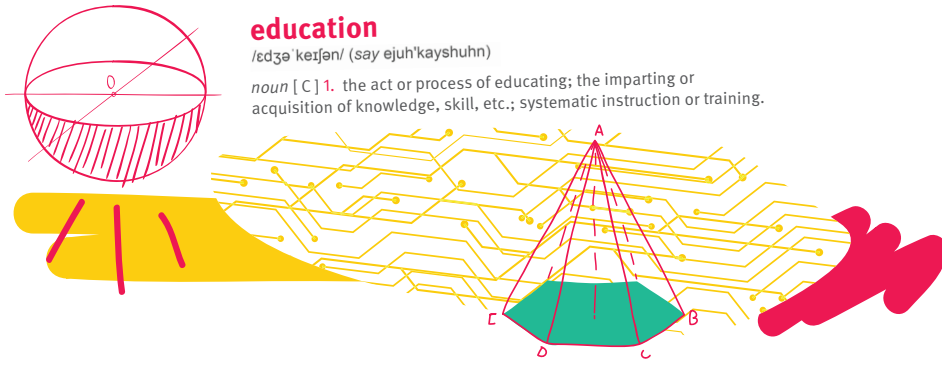 education
/ɛdʒəˈkeɪʃən/ (say ejuh'kayshuhn)
noun [ C ] 1. the act or process of educating; the imparting or
acquisition of knowledge, skill, etc.; systematic instruction or training.
O
A
E
B
D
C